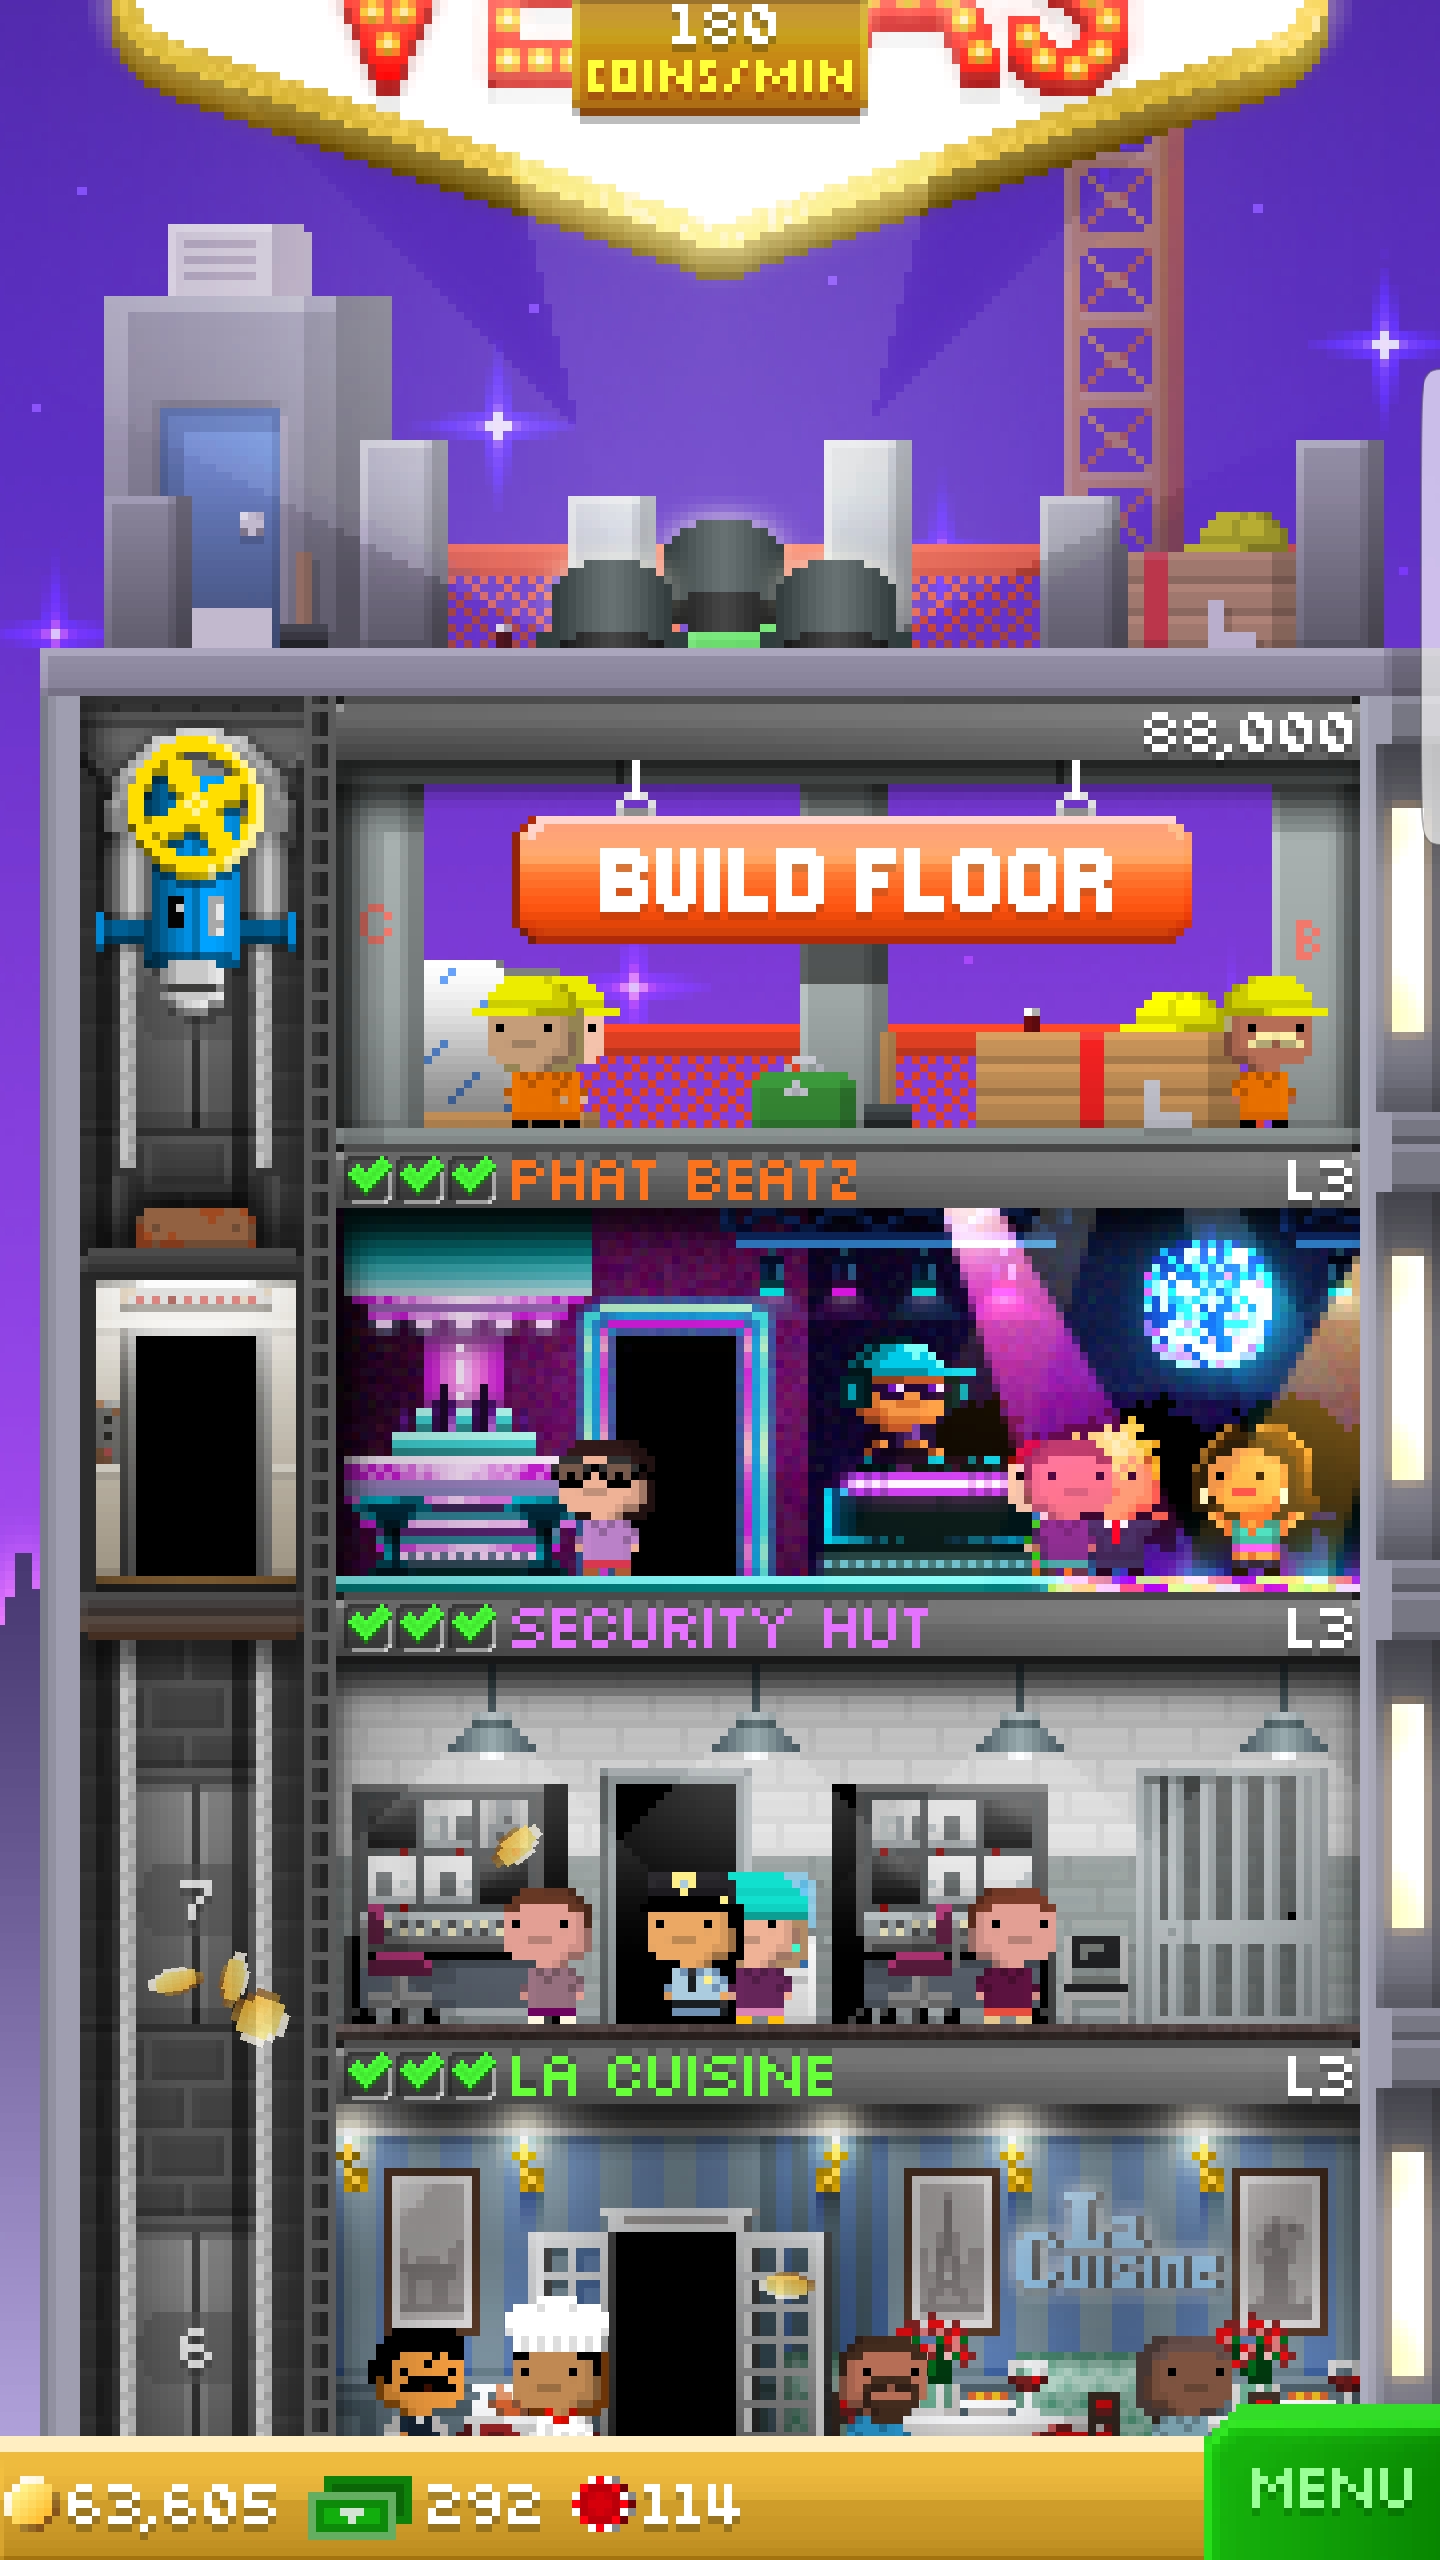 180
COINS/MIN
88,000
BUILD FLOOR
C
B
PHAT BEATZ
L3
SECURITY HUT
L3
7
LA CUISINE
L3
La
Cuisine
6
63,605
292
114
MENU